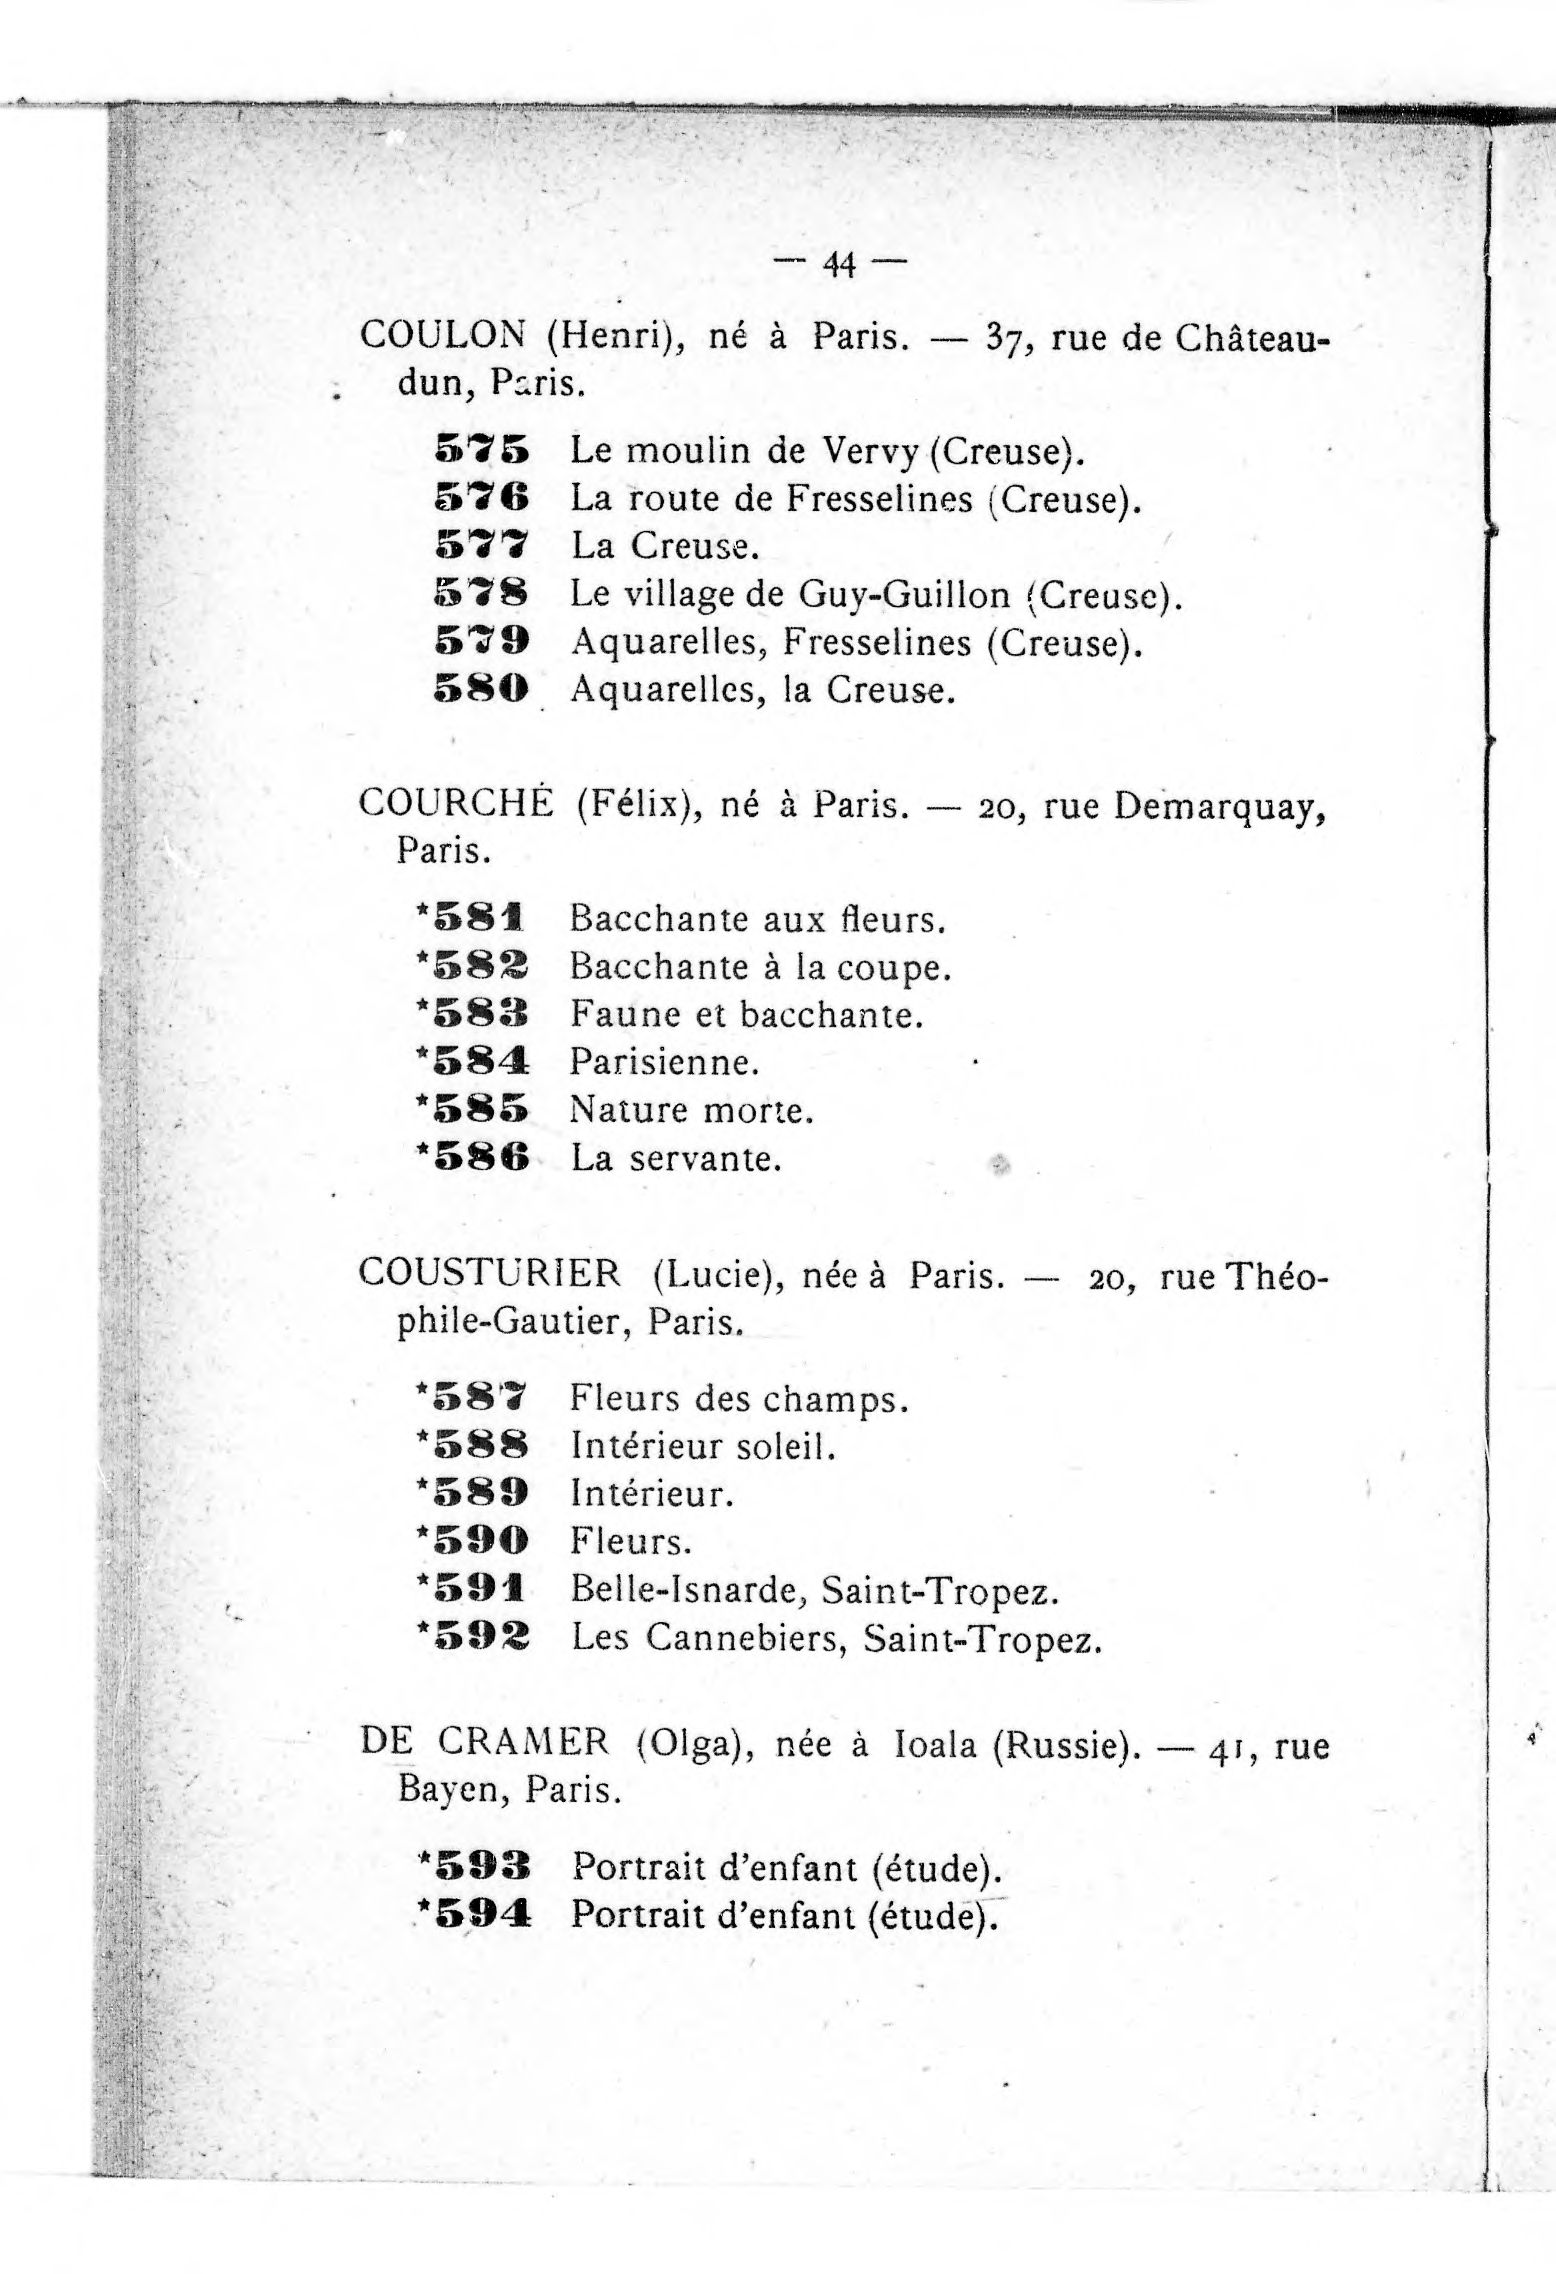 — 44 —
COULON (Henri), né à Paris. — 37, rue de Château-
dun, Paris.
575 Le moulin de Vervy (Creuse).
576 La route de Fresselines (Creuse).
577 La Creuse.
578 Le village de Guy-Guillon (Creuse).
579 Aquarelles, Fresselines (Creuse).
580 Aquarelles, la Creuse.
COURCHÉ (Félix), né à Paris. — 20, rue Demarquay,
Paris.
*581 Bacchante aux fleurs.
*582 Bacchante à la coupe.
*583 Faune et bacchante.
*584 Parisienne.
*585 Nature morte.
*586 La servante.
COUSTURIER (Lucie), née à Paris. — 20, rue Théo-
phile-Gautier, Paris.
*587 Fleurs des champs.
*588 Intérieur soleil.
*589 Intérieur.
*590 Fleurs.
*591 Belle-Isnarde, Saint-Tropez.
*592 Les Cannebiers, Saint-Tropez.
DE CRAMER (Olga), née à Ioala (Russie). — 41, rue
Bayen, Paris.
*593 Portrait d'enfant (étude).
*594 Portrait d'enfant (étude).